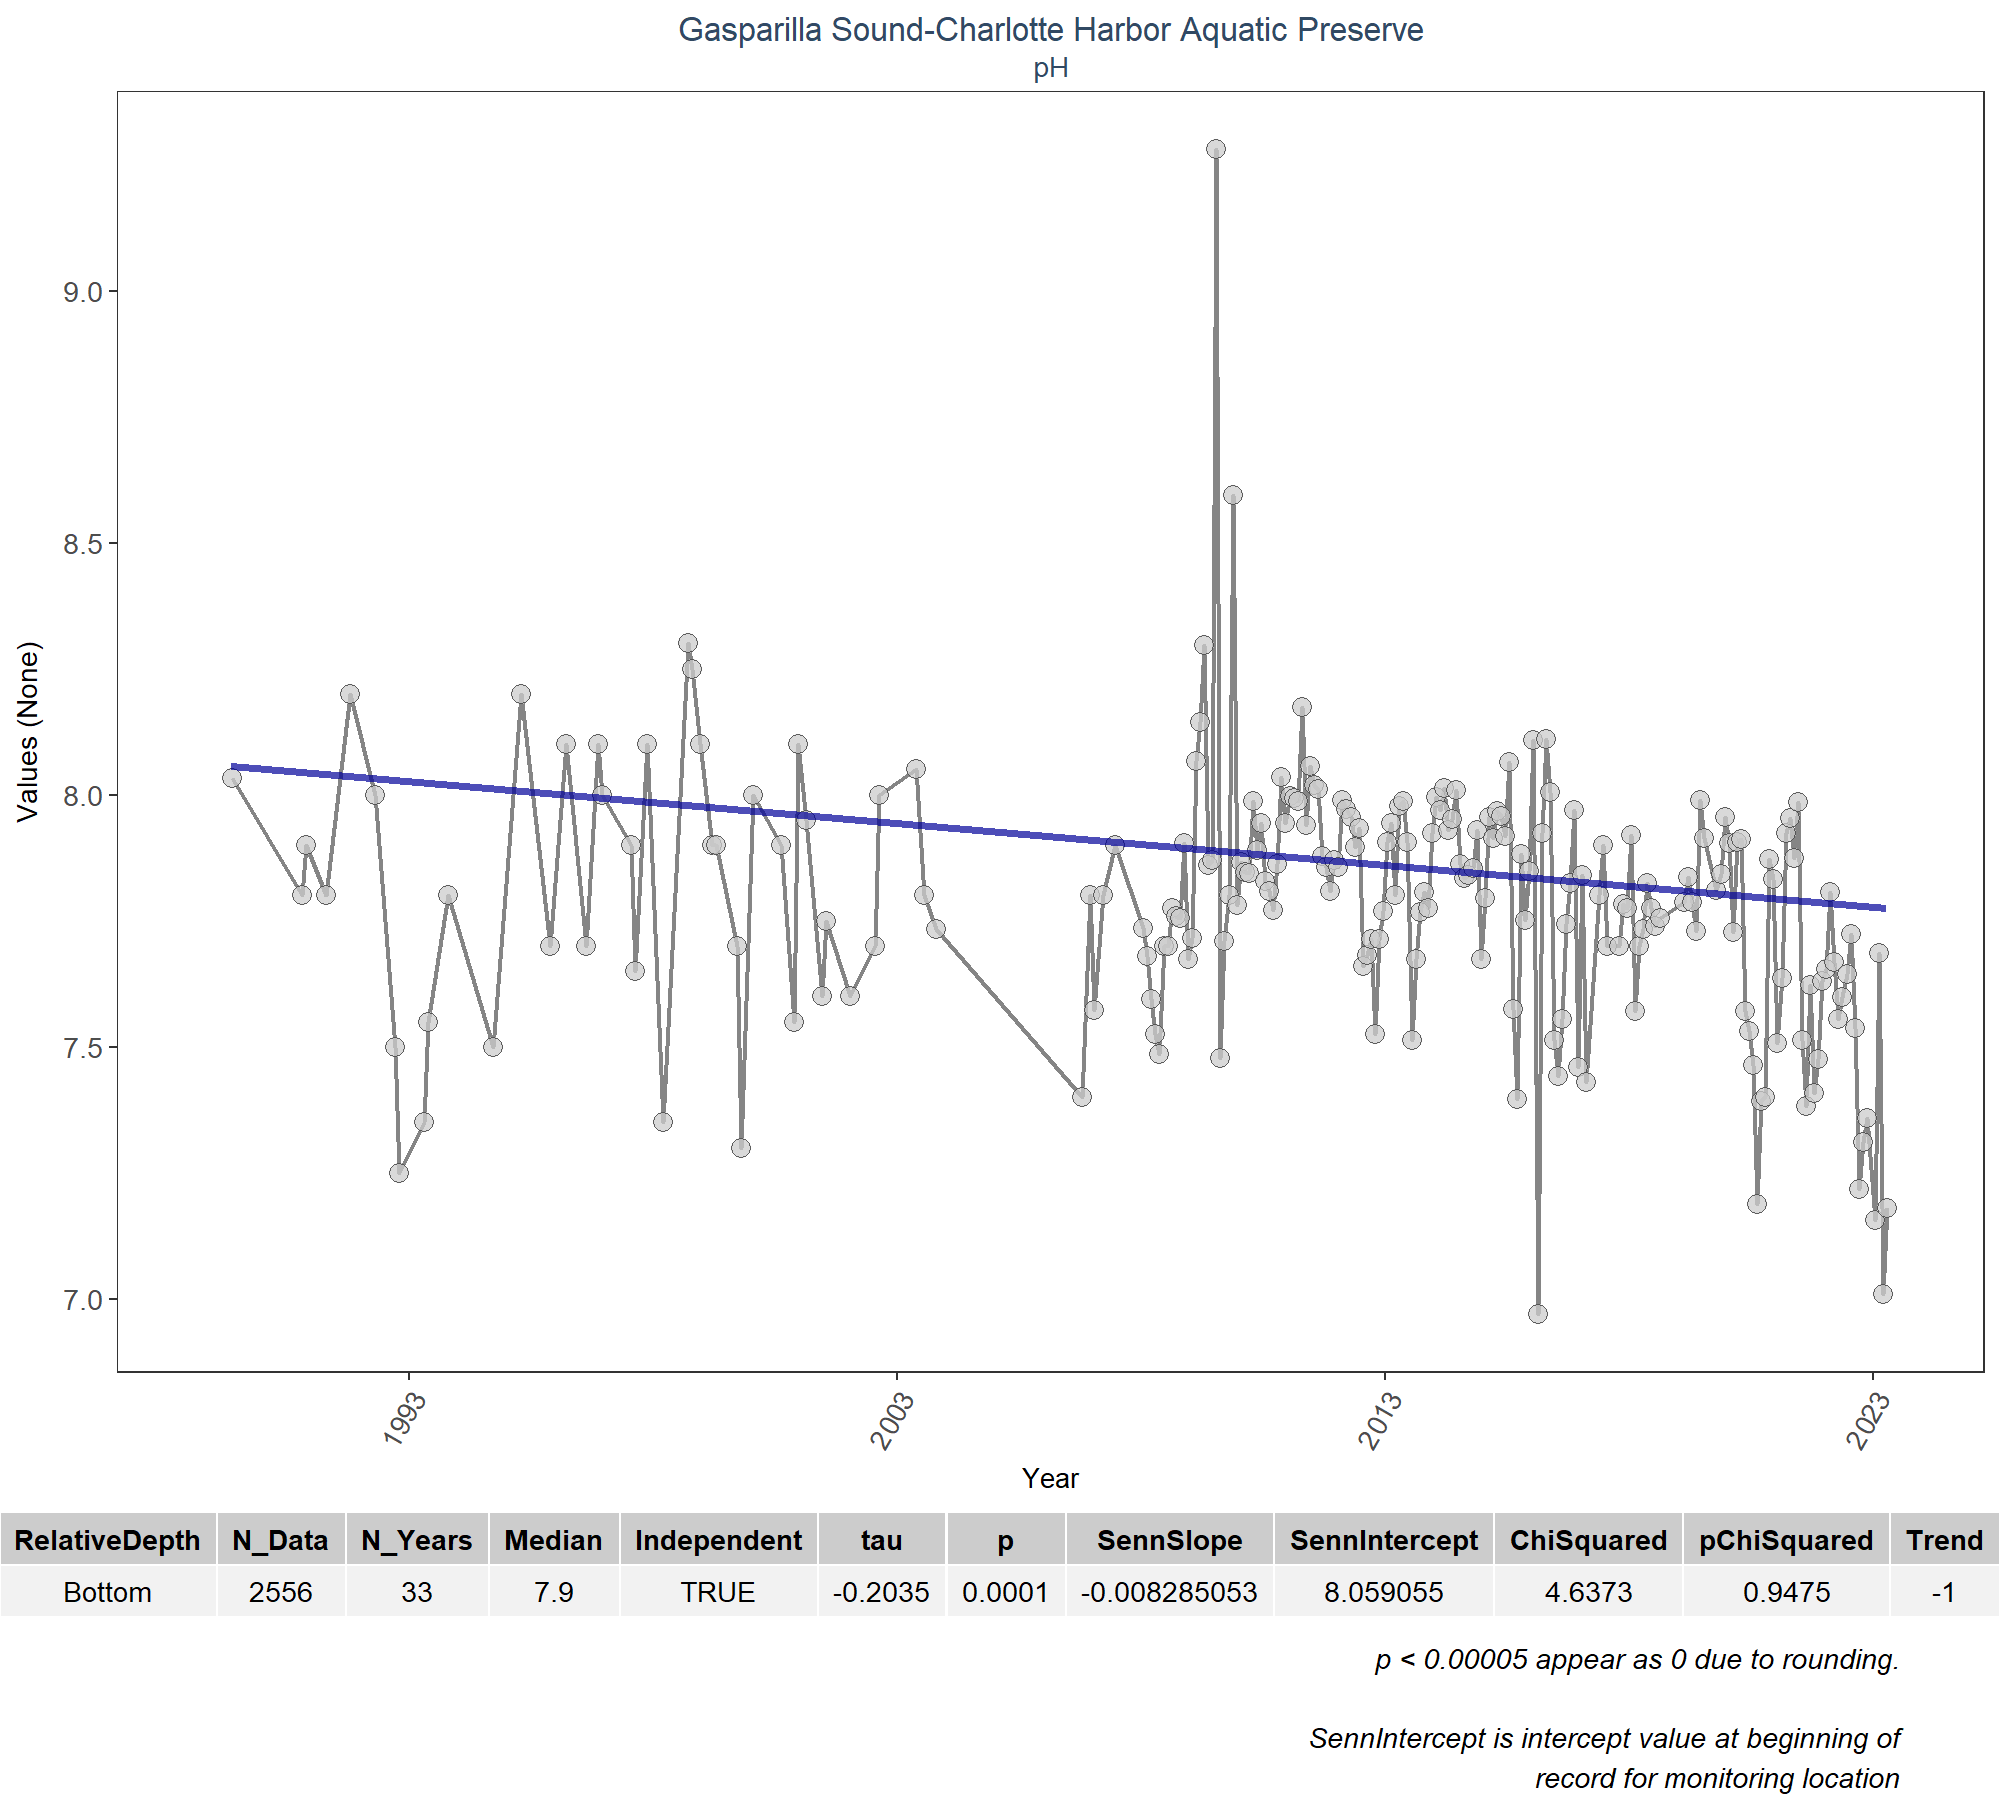 Gasparilla Sound-Charlotte Harbor Aquatic Preserve
pH
Values (None)
9.0
8.5
8.0
7.5
7.0
1993 2003 2013 2023
Year
RelativeDepth N_Data N_Years Median Independent tau p SennSlope SennIntercept ChiSquared pChiSquared Trend
Bottom 2556 33 7.9 TRUE -0.2035 0.0001 -0.008285053 8.059055 4.6373 0.9475 -1
p < 0.00005 appear as 0 due to rounding.
SennIntercept is intercept value at beginning of
record for monitoring location